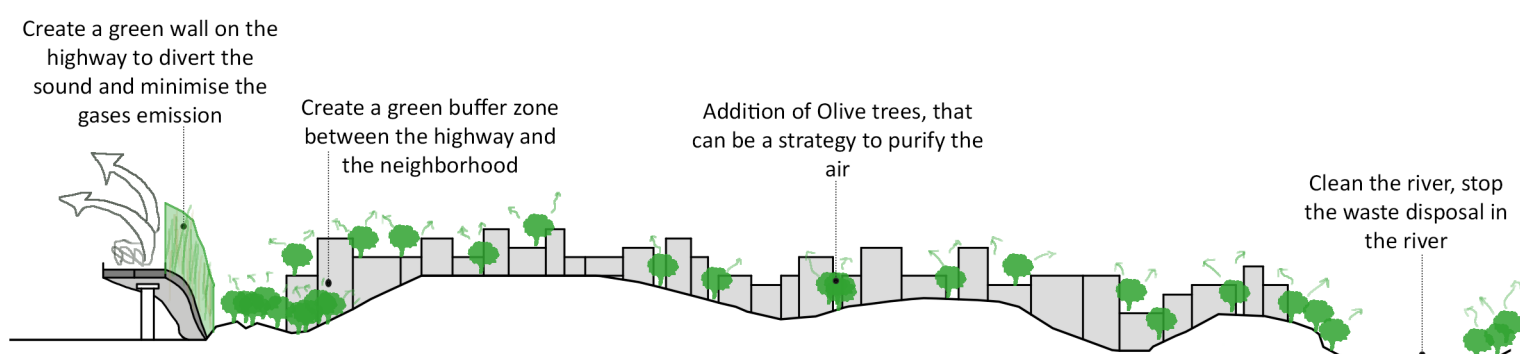 Create a green wall on the
highway to divert the
sound and minimise the
gases emission
Create a green buffer zone
between the highway and
the neighborhood
Addition of Olive trees, that
can be a strategy to purify the
air
Clean the river, stop
the waste disposal in
the river